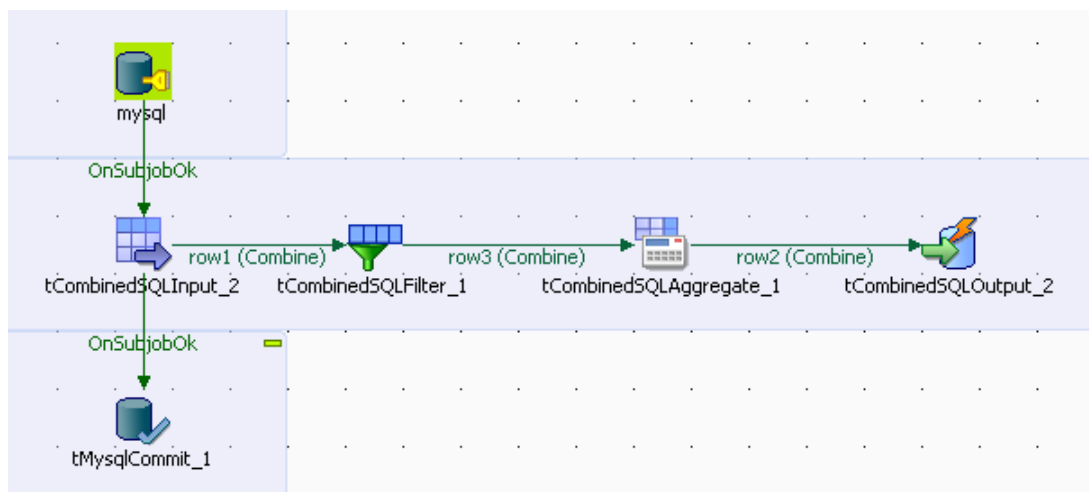 mysql
OnSubjobOk
row1 (Combine)
row3 (Combine)
row2 (Combine)
tCombinedSQLInput_2
tCombinedSQLFilter_1
tCombinedSQLAggregate_1
tCombinedSQLOutput_2
OnSubjobOk
tMysqlCommit_1